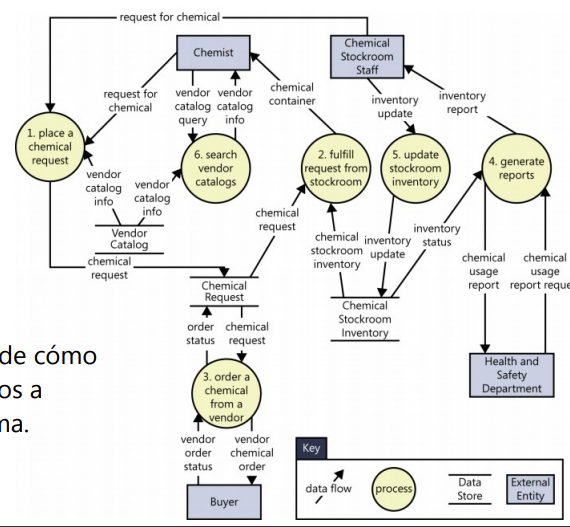 request for chemical
Chemist
Chemical
Stockroom
Staff
request for
chemical
vendor
catalog
query
vendor
catalog
info
chemical
container
inventory
update
inventory
report
1. place a
chemical
request
6. search
vendor
catalogs
2. fulfill
request from
stockroom
5. update
stockroom
inventory
4. generate
reports
vendor
catalog
info
vendor
catalog
info
Vendor
Catalog
chemical
request
chemical
request
chemical
stockroom
inventory
inventory
update
inventory
status
chemical
usage
report
chemical
usage
report reque
Chemical
Request
Chemical
Stockroom
Inventory
order
status
chemical
request
de cómo
os a
ma.
3. order a
chemical
from a
vendor
Health and
Safety
Department
vendor
order
status
vendor
chemical
order
Buyer
Key
data flow
process
Data
Store
External
Entity